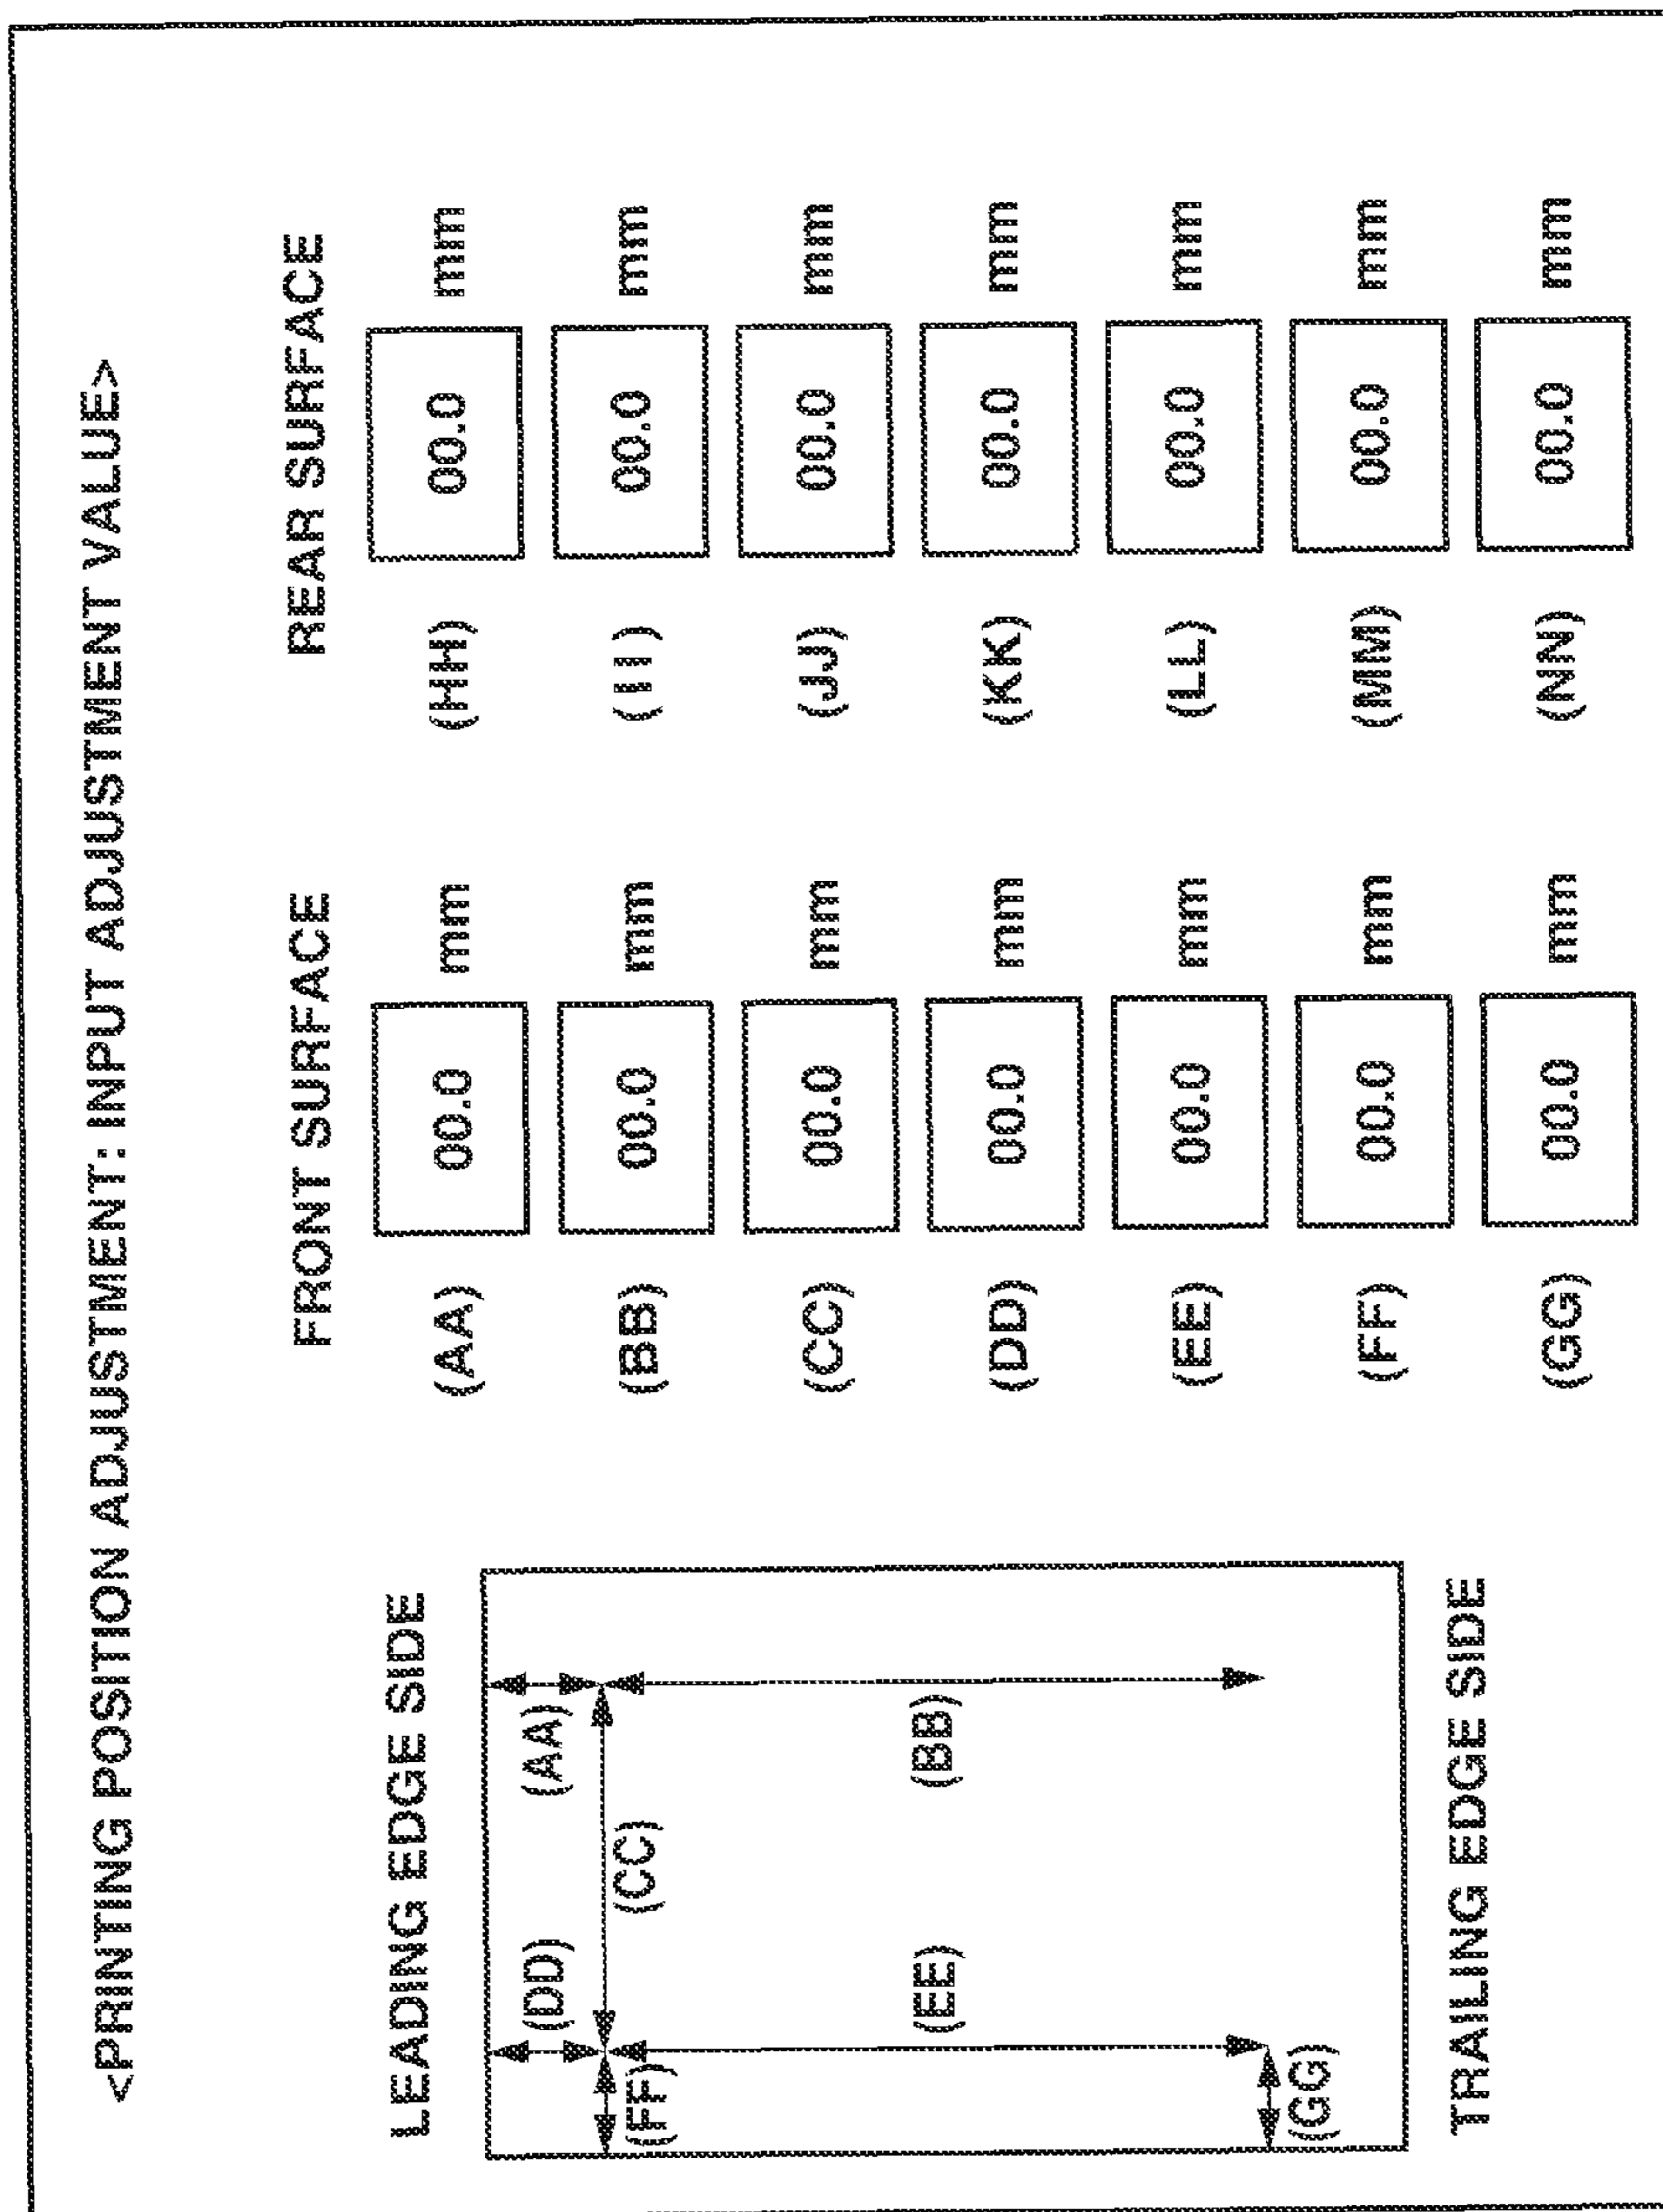 <PRINTING POSITION ADJUSTMENT: INPUT ADJUSTMENT VALUE>
LEADING EDGE SIDE
(DD)
(AA)
(FF)
(CC)
(EE)
(BB)
(GG)
TRAILING EDGE SIDE
FRONT SURFACE
(AA) 00.0 mm
(BB) 00.0 mm
(CC) 00.0 mm
(DD) 00.0 mm
(EE) 00.0 mm
(FF) 00.0 mm
(GG) 00.0 mm
REAR SURFACE
(HH) 00.0 mm
(II) 00.0 mm
(JJ) 00.0 mm
(KK) 00.0 mm
(LL) 00.0 mm
(MM) 00.0 mm
(NN) 00.0 mm